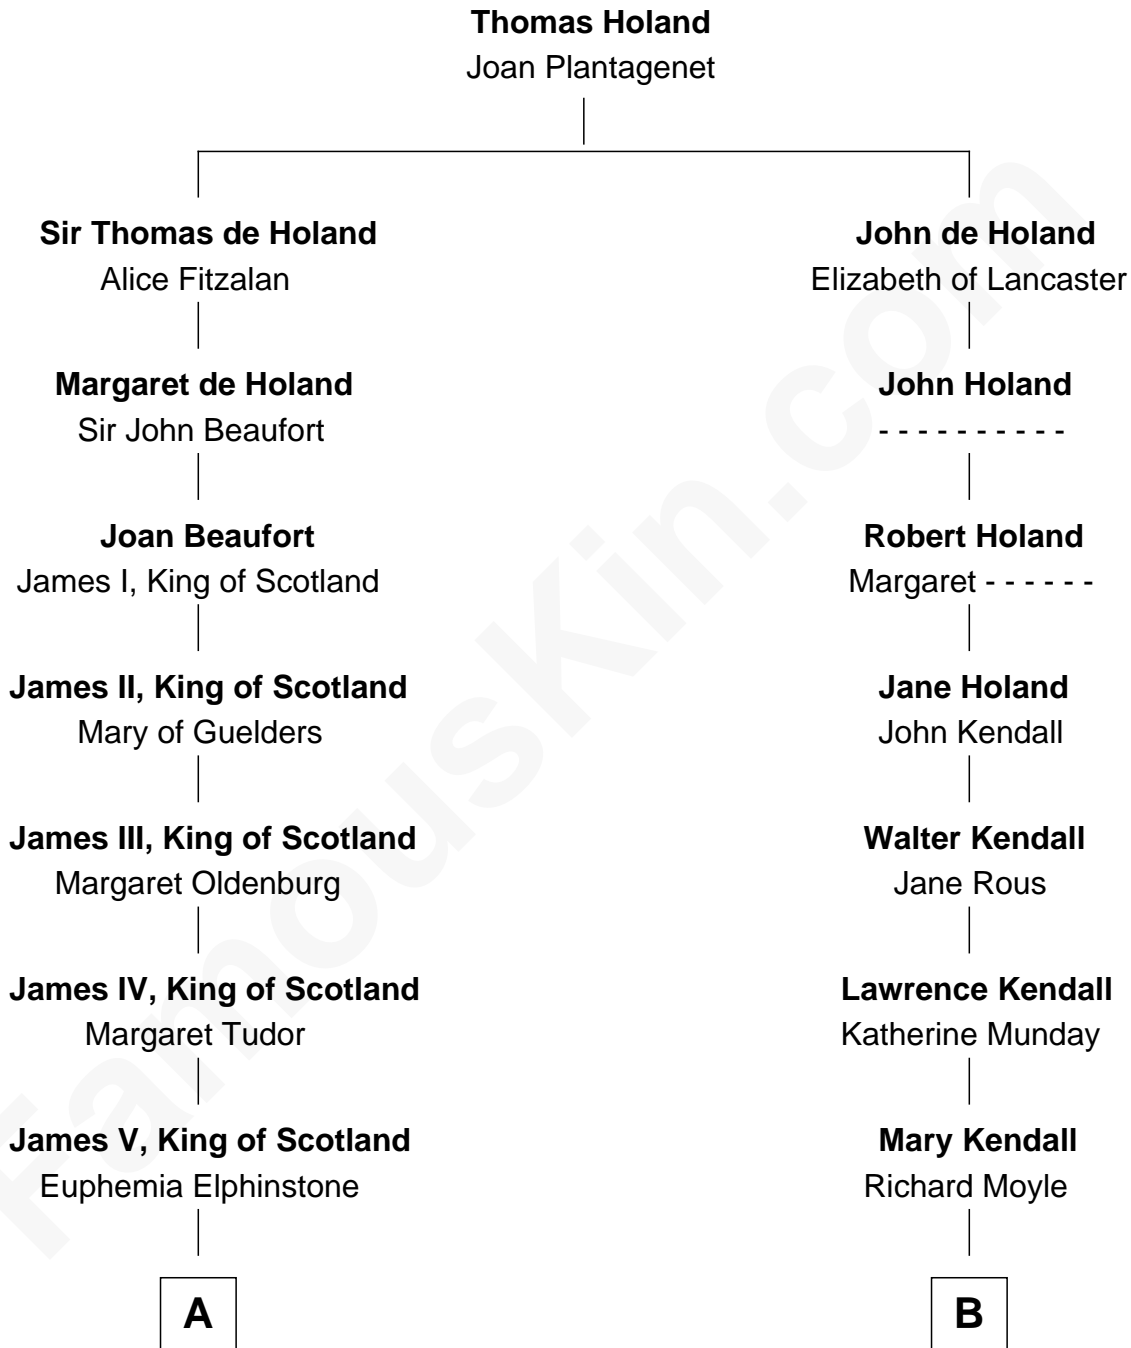 Thomas Holand
Joan Plantagenet
Sir Thomas de Holand
Alice Fitzalan
John de Holand
Elizabeth of Lancaster
Margaret de Holand
Sir John Beaufort
John Holand
- - - - - - - - - -
Joan Beaufort
James I, King of Scotland
Robert Holand
Margaret - - - - - -
James II, King of Scotland
Mary of Guelders
Jane Holand
John Kendall
James III, King of Scotland
Margaret Oldenburg
Walter Kendall
Jane Rous
James IV, King of Scotland
Margaret Tudor
Lawrence Kendall
Katherine Munday
James V, King of Scotland
Euphemia Elphinstone
Mary Kendall
Richard Moyle
A
B
FamousKin.com